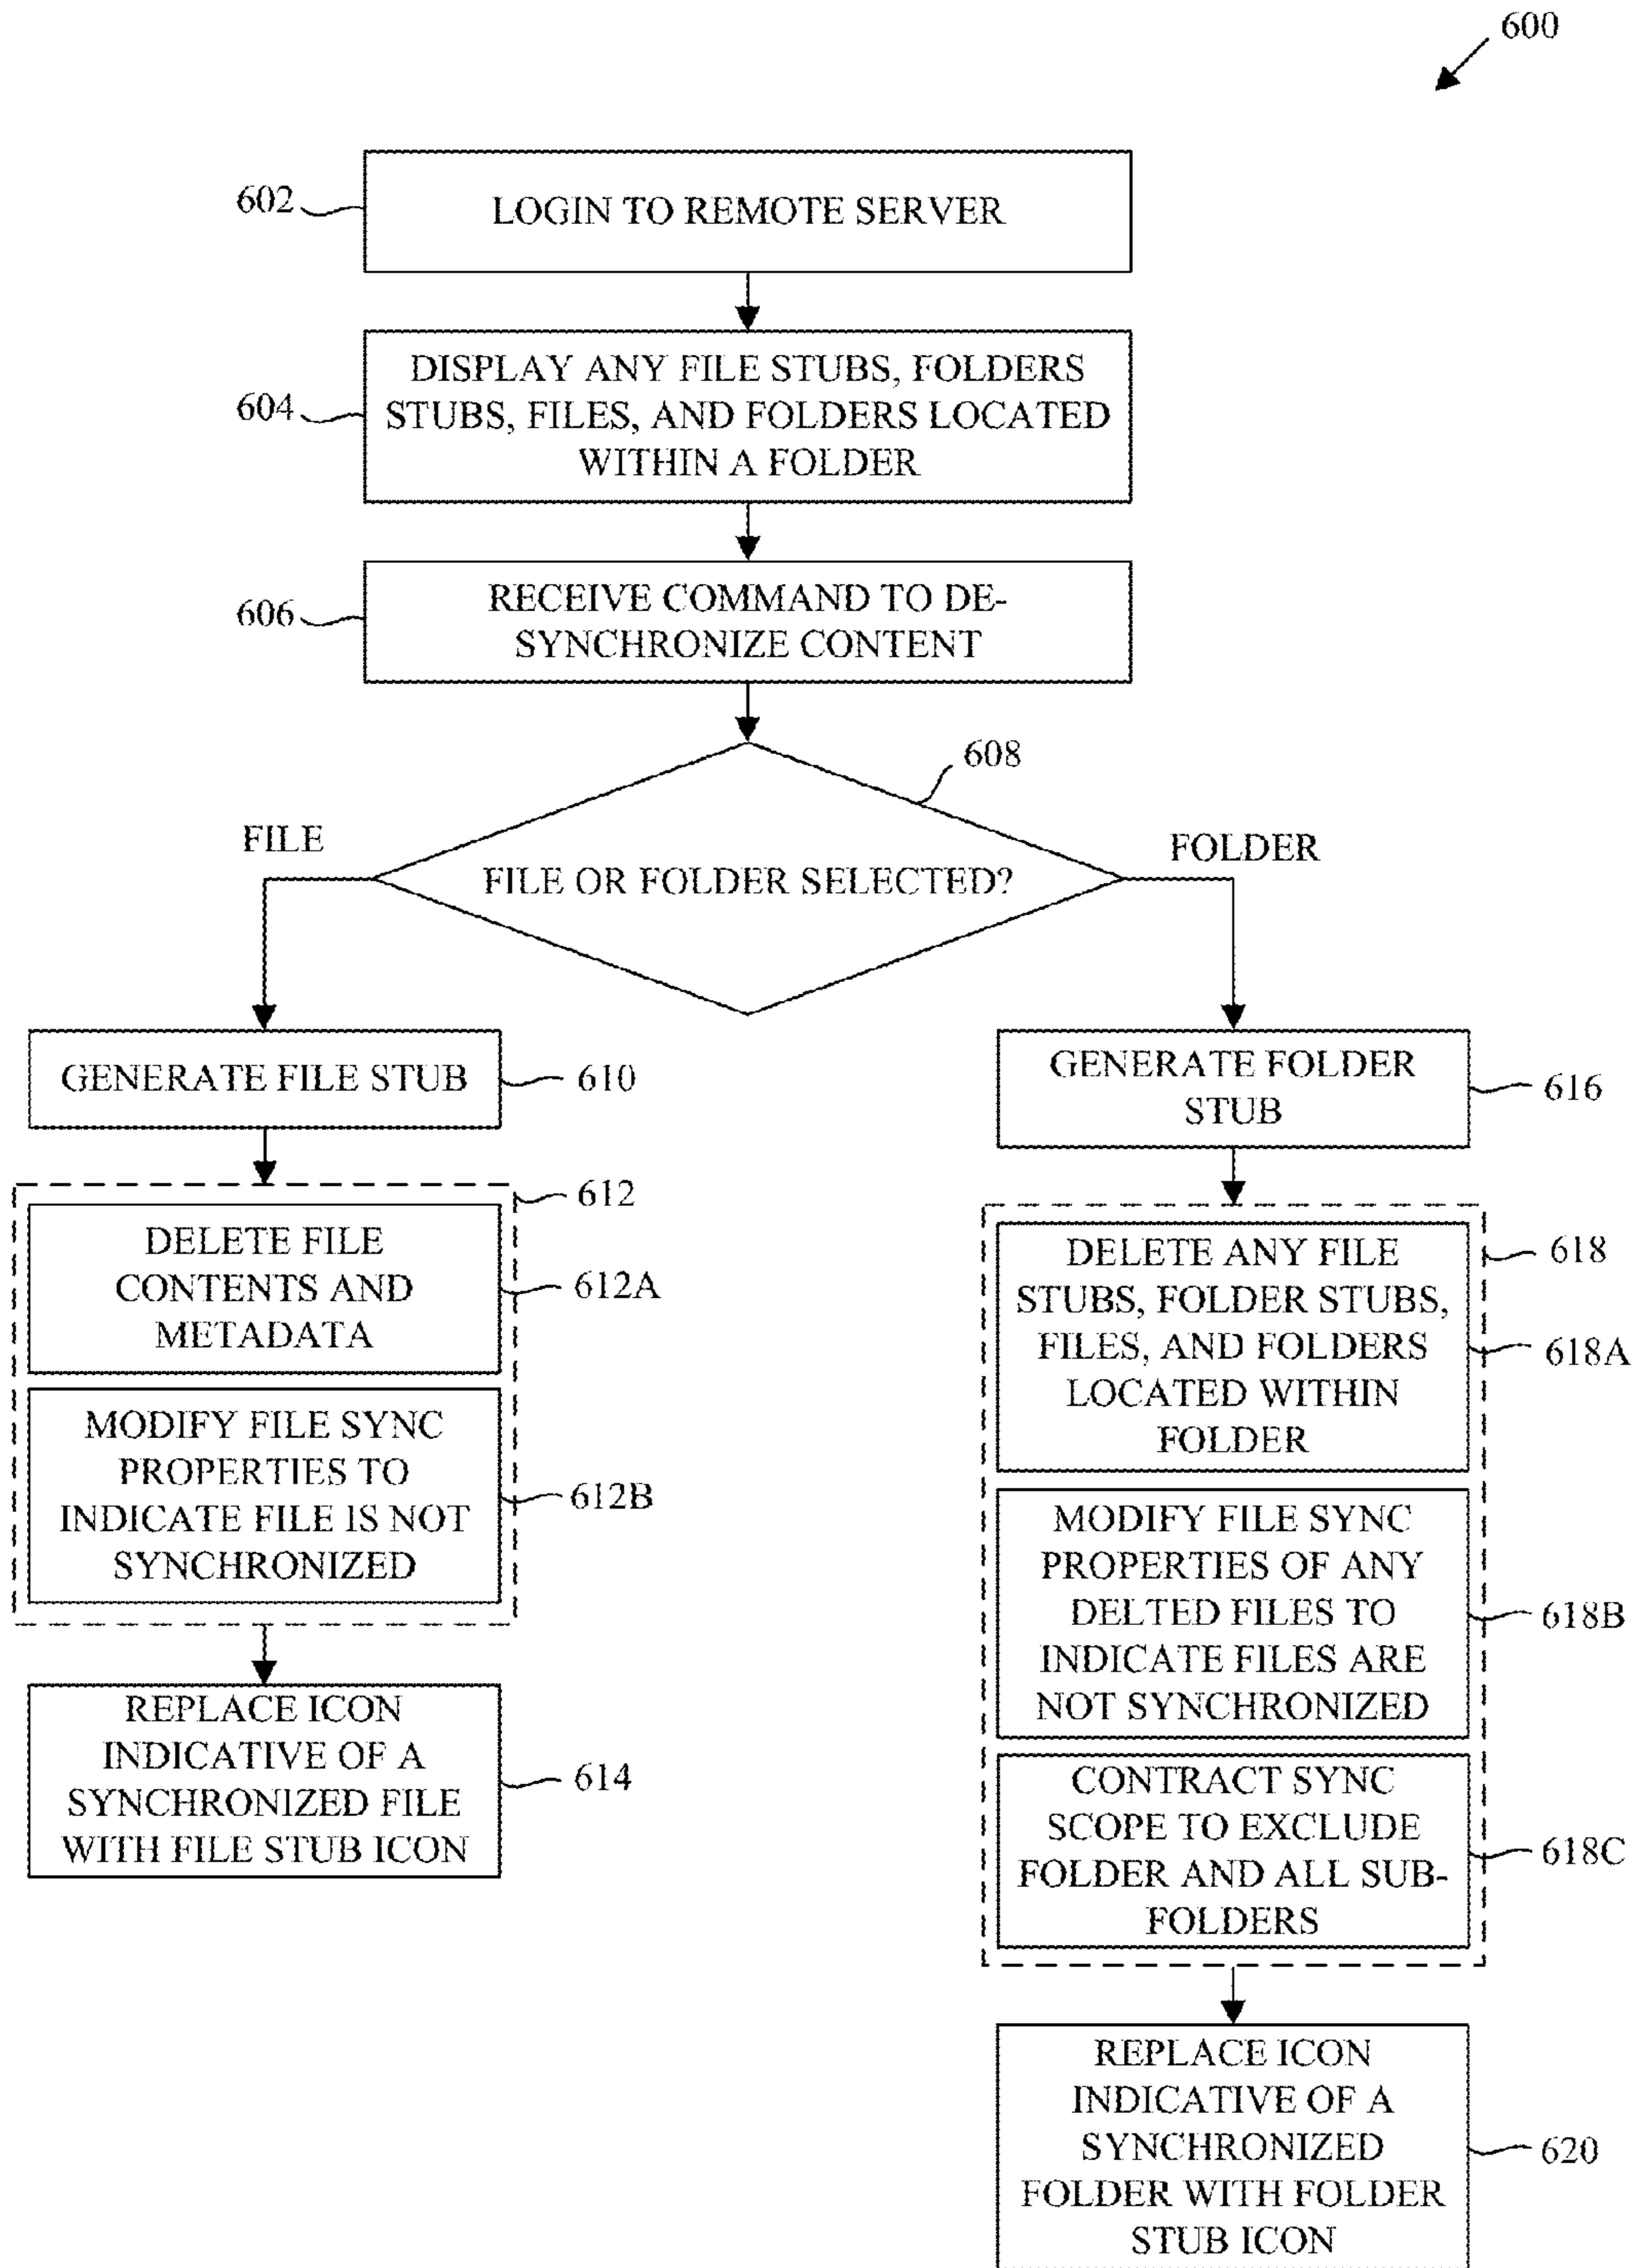 600
602
LOGIN TO REMOTE SERVER
604
DISPLAY ANY FILE STUBS, FOLDERS
STUBS, FILES, AND FOLDERS LOCATED
WITHIN A FOLDER
606
RECEIVE COMMAND TO DE-
SYNCHRONIZE CONTENT
608
FILE OR FOLDER SELECTED?
FILE
FOLDER
GENERATE FILE STUB
610
612
DELETE FILE
CONTENTS AND
METADATA
612A
MODIFY FILE SYNC
PROPERTIES TO
INDICATE FILE IS NOT
SYNCHRONIZED
612B
REPLACE ICON
INDICATIVE OF A
SYNCHRONIZED FILE
WITH FILE STUB ICON
614
GENERATE FOLDER
STUB
616
618
DELETE ANY FILE
STUBS, FOLDER STUBS,
FILES, AND FOLDERS
LOCATED WITHIN
FOLDER
618A
MODIFY FILE SYNC
PROPERTIES OF ANY
DELTED FILES TO
INDICATE FILES ARE
NOT SYNCHRONIZED
618B
CONTRACT SYNC
SCOPE TO EXCLUDE
FOLDER AND ALL SUB-
FOLDERS
618C
REPLACE ICON
INDICATIVE OF A
SYNCHRONIZED
FOLDER WITH FOLDER
STUB ICON
620